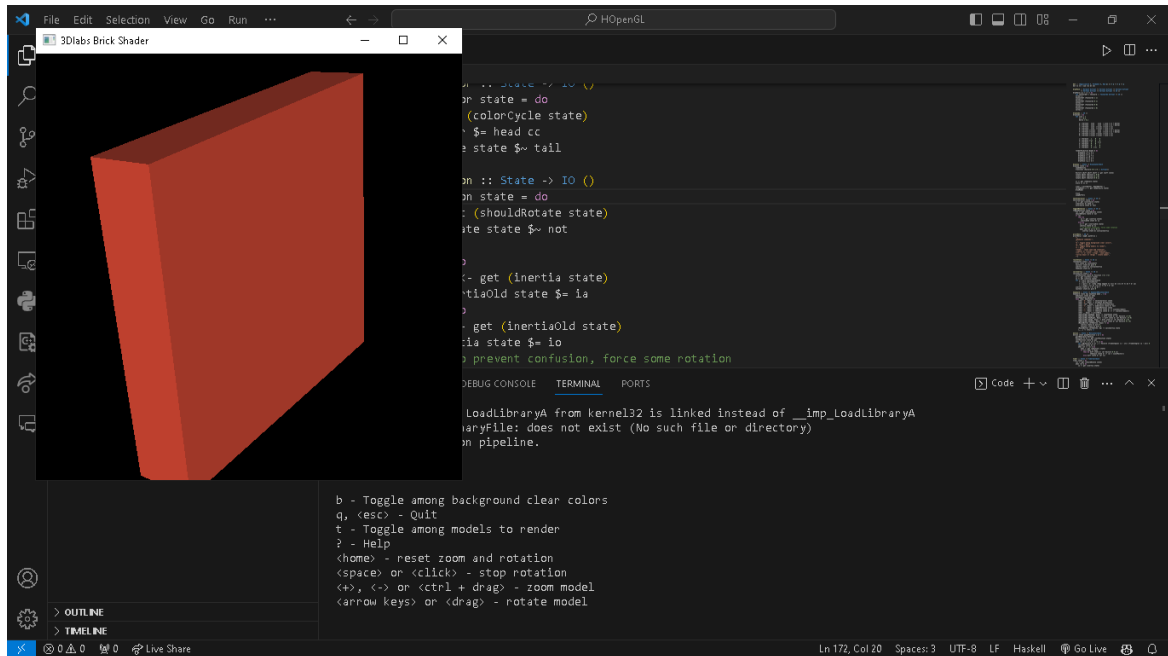 File Edit Selection View Go Run ···
HOpenGL
3Dlabs Brick Shader
:: State -> IO ()
or state = do
(colorCycle state)
$= head cc
e state $~ tail
on :: State -> IO ()
on state = do
(shouldRotate state)
ate state $~ not
<- get (inertia state)
rtiaOld state $= ia
- get (inertiaOld state)
tia state $= io
o prevent confusion, force some rotation
DEBUG CONSOLE TERMINAL PORTS
Code
LoadLibraryA from kernel32 is linked instead of __imp_LoadLibraryA
naryFile: does not exist (No such file or directory)
on pipeline.
b - Toggle among background clear colors
q, <esc> - Quit
t - Toggle among models to render
? - Help
<home> - reset zoom and rotation
<space> or <click> - stop rotation
<+>, <-> or <ctrl + drag> - zoom model
<arrow keys> or <drag> - rotate model
OUTLINE
TIMELINE
0 0 0 Live Share Ln 172, Col 20 Spaces: 3 UTF-8 LF Haskell Go Live